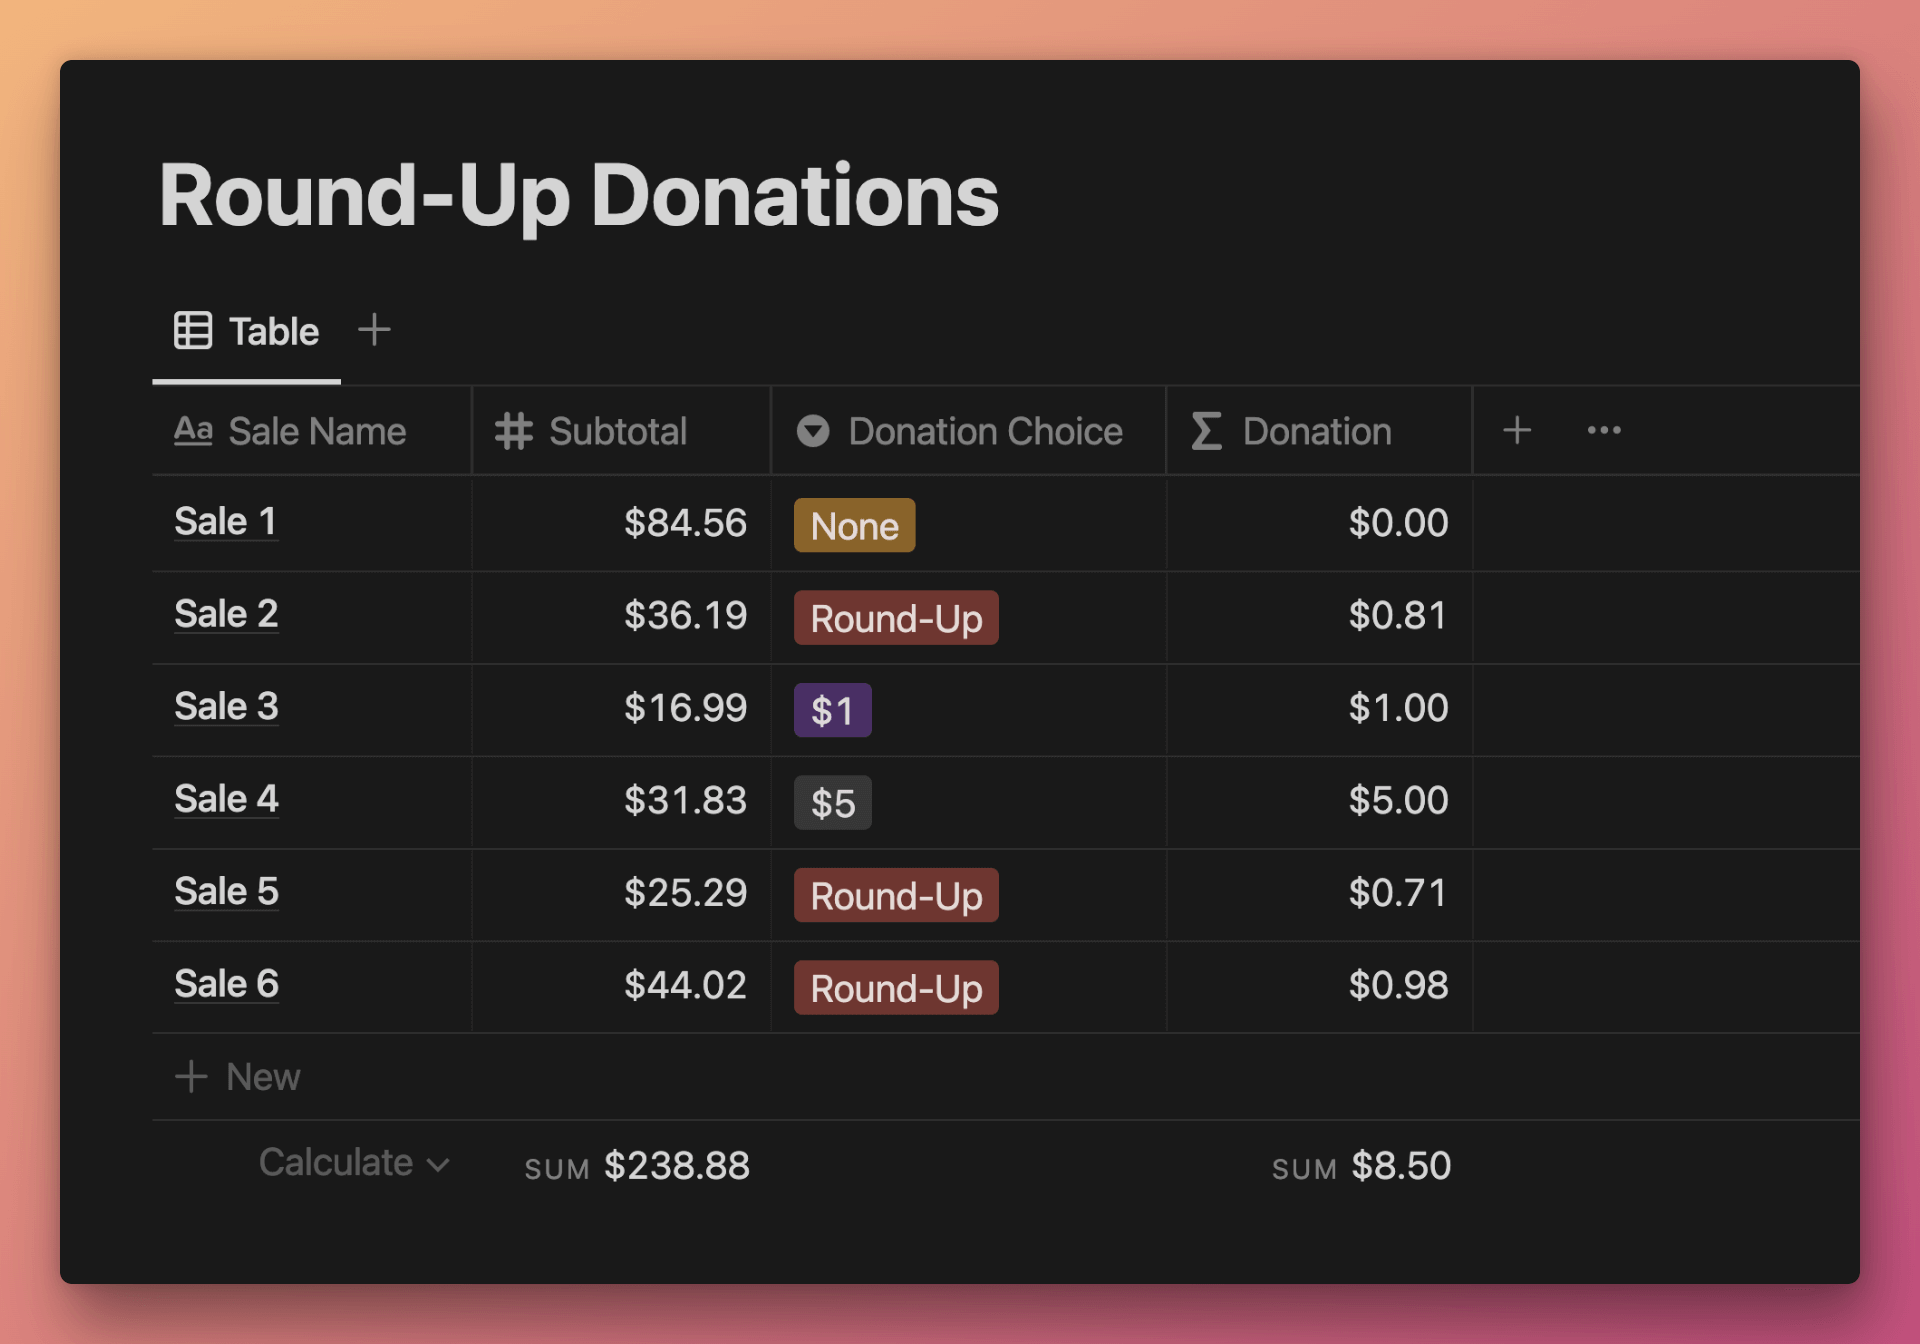 Round-Up Donations
Table
Aa Sale Name Subtotal Donation Choice Σ Donation
Sale 1 $84.56 None $0.00
Sale 2 $36.19 Round-Up $0.81
Sale 3 $16.99 $1 $1.00
Sale 4 $31.83 $5 $5.00
Sale 5 $25.29 Round-Up $0.71
Sale 6 $44.02 Round-Up $0.98
+ New
Calculate SUM $238.88 SUM $8.50